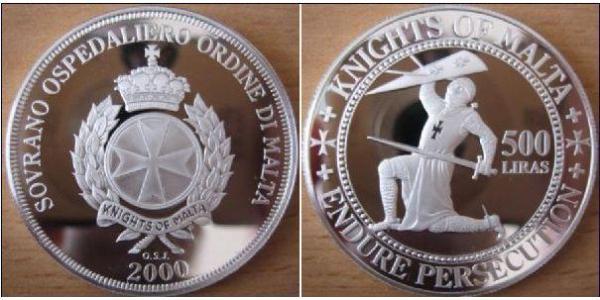 SOVRANO OSPEDALIERO ORDINE DI MALTA
KNIGHTS OF MALTA
O.S.J.
2000
KNIGHTS OF MALTA
500
LIRAS
ENDURE PERSECUTION